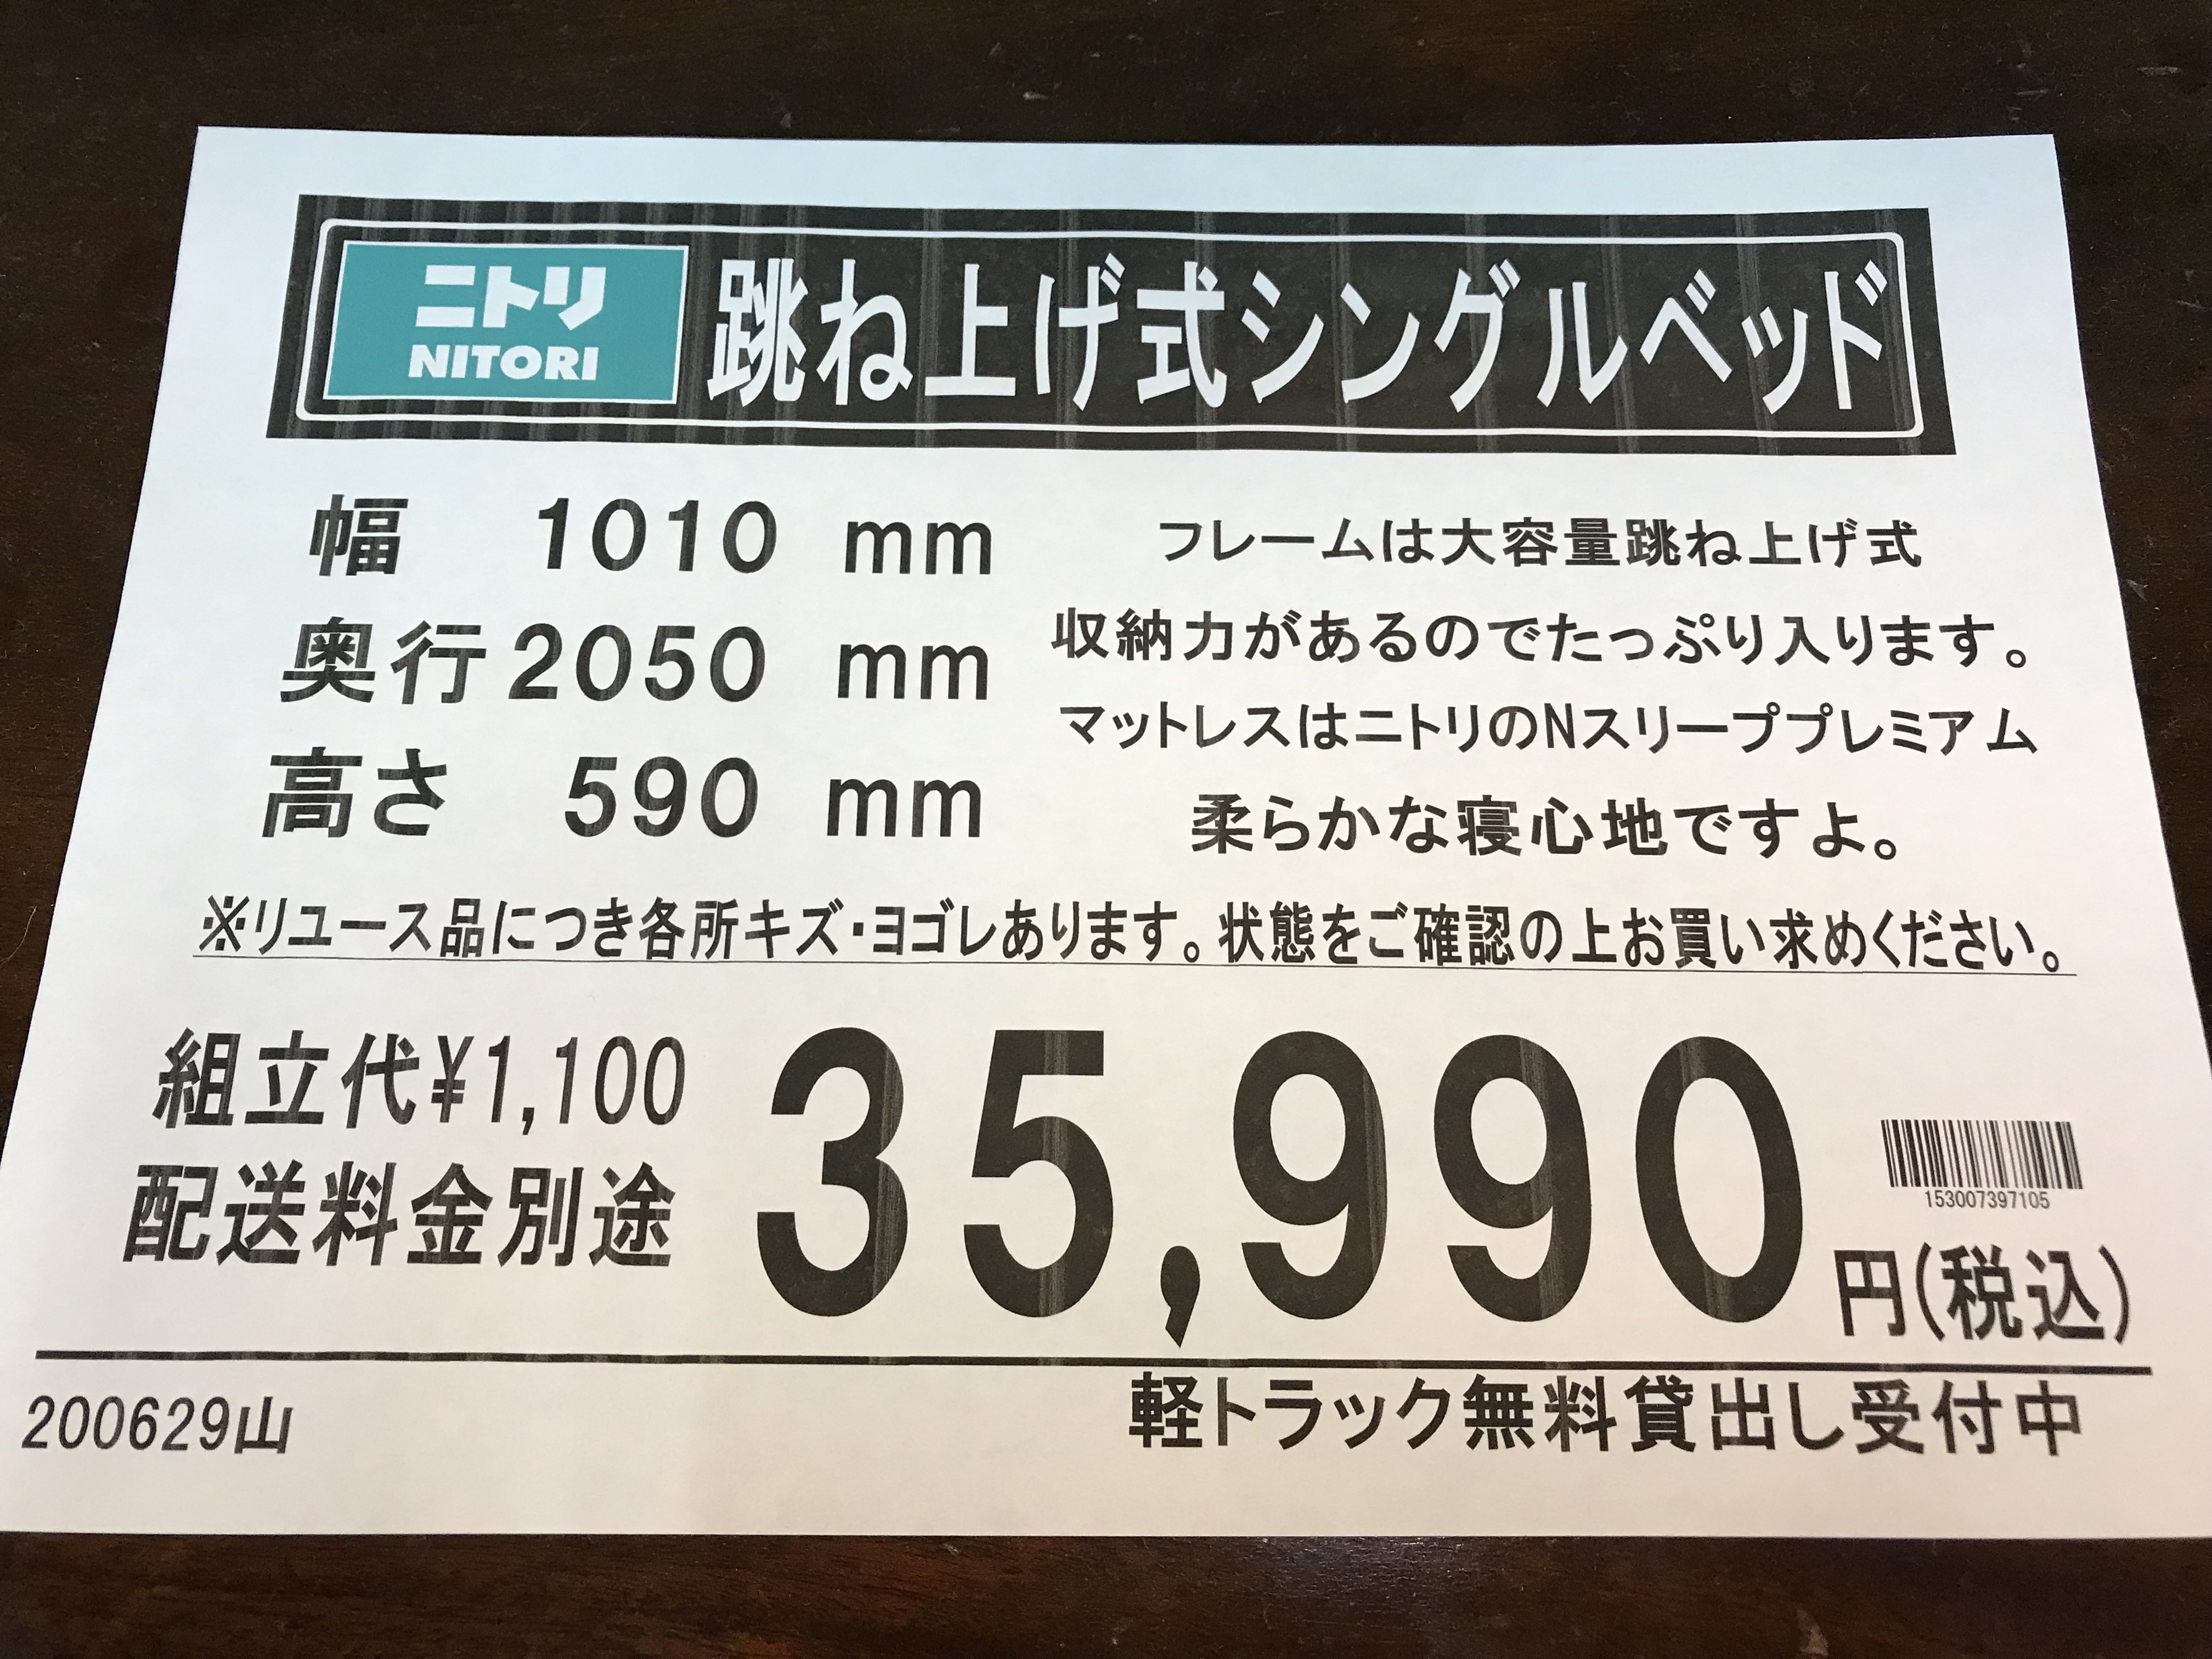 ニトリ
NITORI
跳ね上げ式シングルベッド
幅 1010 mm
奥行 2050 mm
高さ 590 mm
フレームは大容量跳ね上げ式
収納力があるのでたっぷり入ります。
マットレスはニトリのNスリーププレミアム
柔らかな寝心地ですよ。
※リユース品につき各所キズ・ヨゴレあります。状態をご確認の上お買い求めください。
組立代¥1,100
配送料金別途
35,990
153007397105
円(税込)
200629山
軽トラック無料貸出し受付中